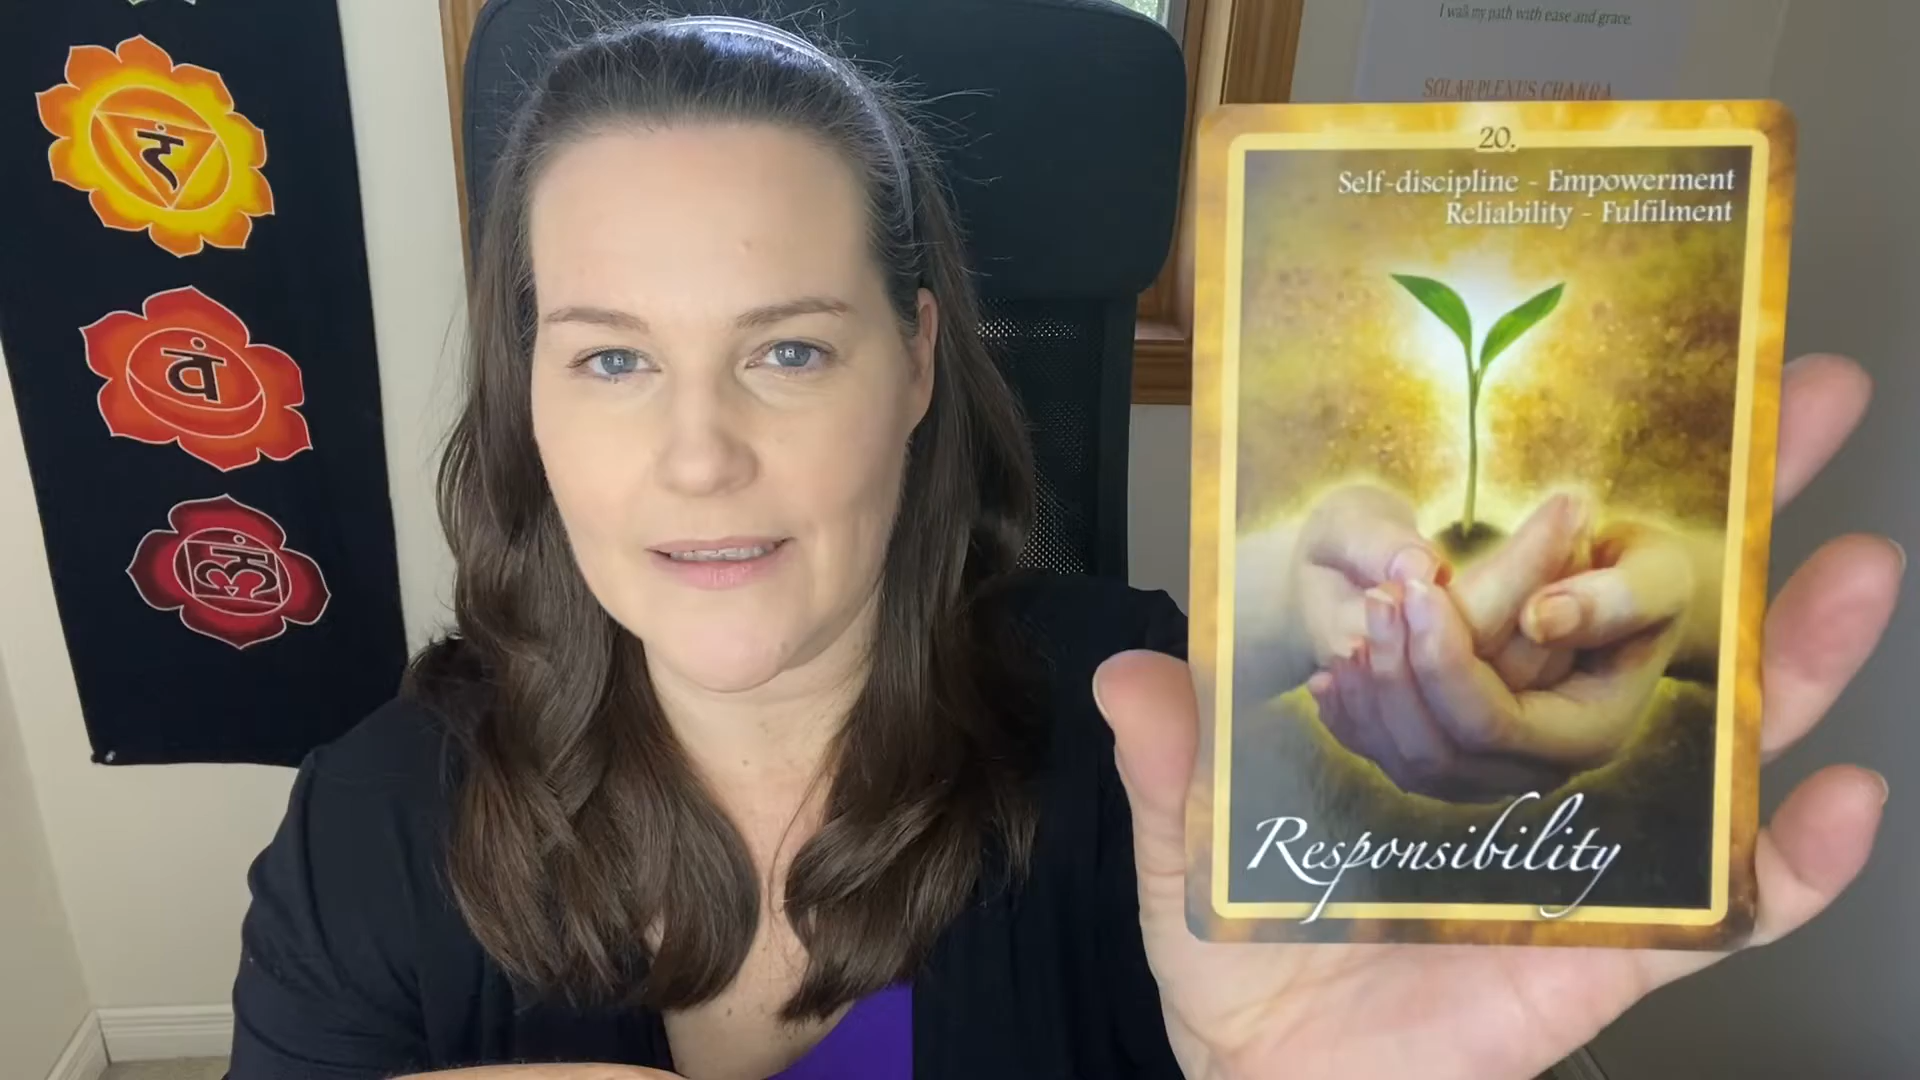 I walk my path with ease and grace.
SOLAR PLEXUS CHAKRA
20.
Self-discipline - Empowerment
Reliability - Fulfilment
Responsibility
रं
वं
लं